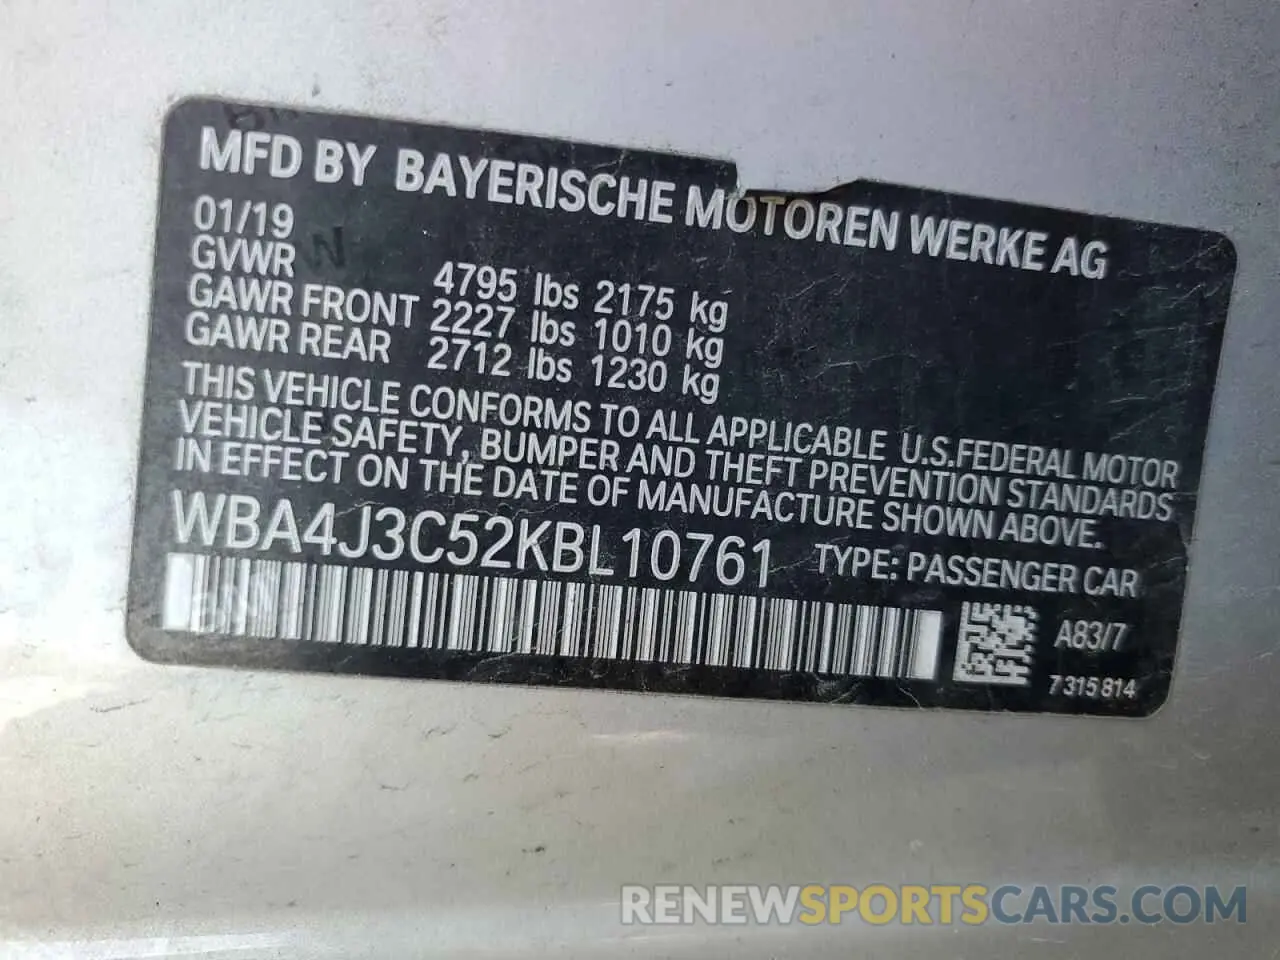 MFD BY BAYERISCHE MOTOREN WERKE AG
01/19
GVWR 4795 lbs 2175 kg
GAWR FRONT 2227 lbs 1010 kg
GAWR REAR 2712 lbs 1230 kg
THIS VEHICLE CONFORMS TO ALL APPLICABLE U.S.FEDERAL MOTOR
VEHICLE SAFETY, BUMPER AND THEFT PREVENTION STANDARDS
IN EFFECT ON THE DATE OF MANUFACTURE SHOWN ABOVE.
WBA4J3C52KBL10761 TYPE: PASSENGER CAR
A83/7
7315814
RENEWSPORTSCARS.COM